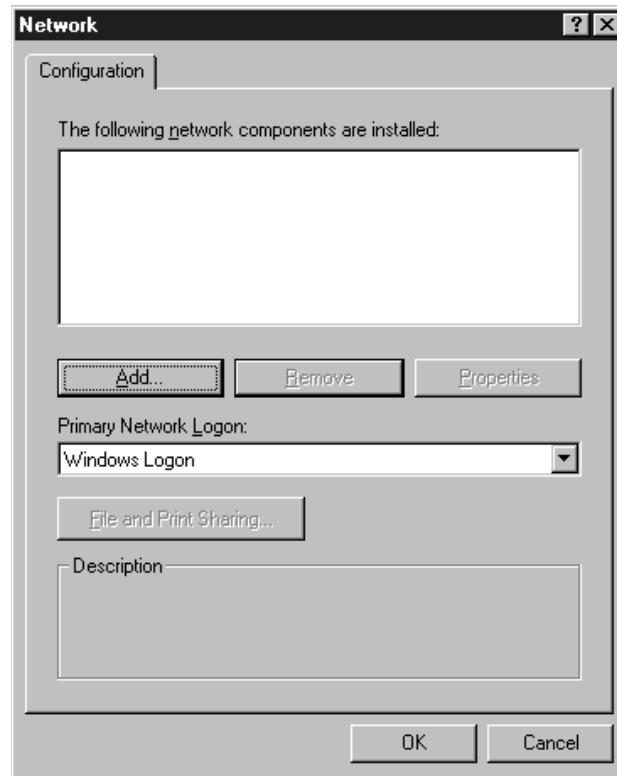 Network
Configuration
The following network components are installed:
Add...
Remove
Properties
Primary Network Logon:
Windows Logon
File and Print Sharing...
Description
OK
Cancel